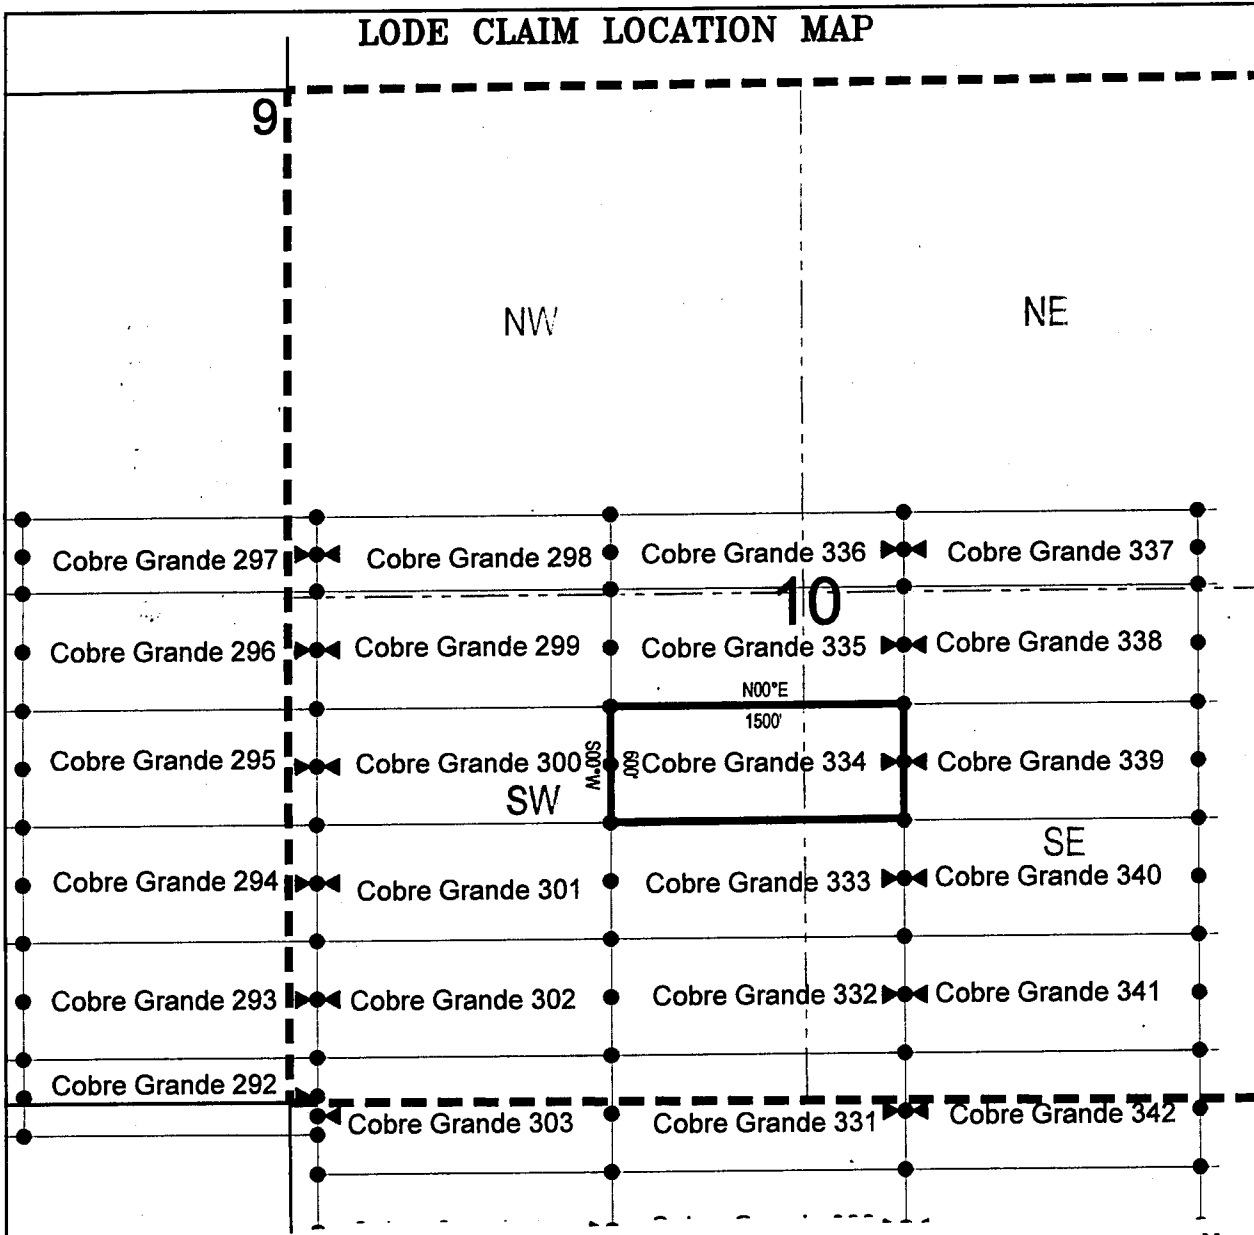 LODE CLAIM LOCATION MAP
9
NW
NE
Cobre Grande 297
Cobre Grande 298
Cobre Grande 336
Cobre Grande 337
10
Cobre Grande 296
Cobre Grande 299
Cobre Grande 335
Cobre Grande 338
N00°E
1500'
Cobre Grande 295
Cobre Grande 300
S00°W
600'
Cobre Grande 334
Cobre Grande 339
SW
SE
Cobre Grande 294
Cobre Grande 301
Cobre Grande 333
Cobre Grande 340
Cobre Grande 293
Cobre Grande 302
Cobre Grande 332
Cobre Grande 341
Cobre Grande 292
Cobre Grande 303
Cobre Grande 331
Cobre Grande 342